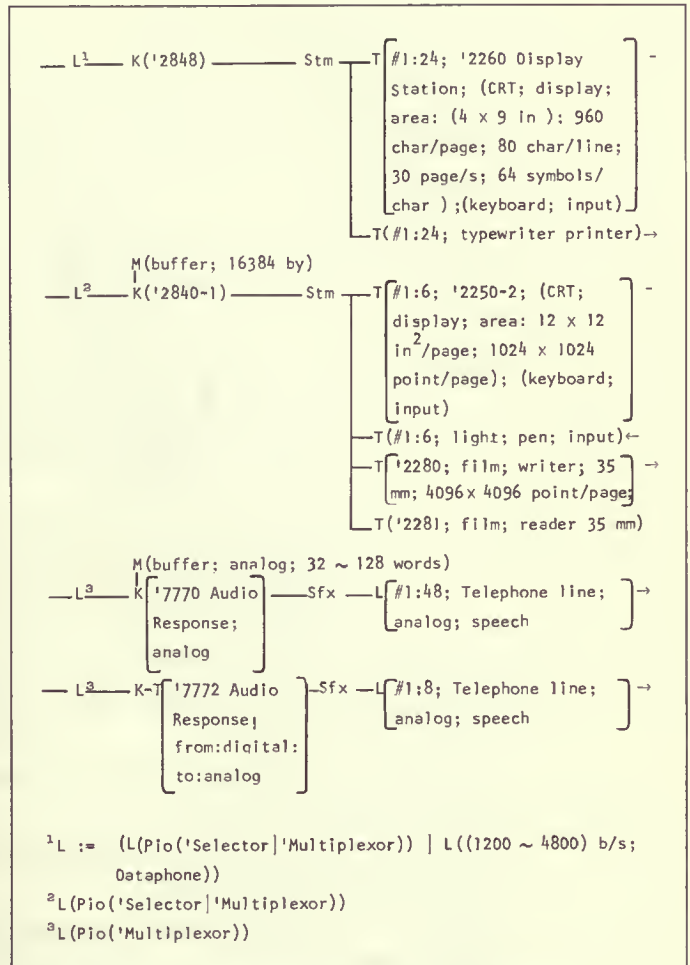 L¹ K('2848) Stm T[#1:24; '2260 Display -
Station; (CRT; display;
area: (4 x 9 in ); 960
char/page; 80 char/line;
30 page/s; 64 symbols/
char ) ;(keyboard; input)]
T(#1:24; typewriter printer)→
M(buffer; 16384 by)
L² K('2840-1) Stm T[#1:6; '2250-2; (CRT; -
display; area: 12 x 12
in²/page; 1024 x 1024
point/page); (keyboard;
input)]
T(#1:6; light; pen; input)←
T['2280; film; writer; 35 →
mm; 4096x 4096 point/page;]
T('2281; film; reader 35 mm)
M(buffer; analog; 32 ~ 128 words)
L³ K['7770 Audio Sfx L[#1:48; Telephone line; →
Response; analog; speech]
analog]
L³ K-T['7772 Audio Sfx L[#1:8; Telephone line; →
Response; analog; speech]
from:digital:
to:analog]
¹L := (L(Pio('Selector|'Multiplexor)) | L((1200 ~ 4800) b/s;
Dataphone))
²L(Pio('Selector|'Multiplexor))
³L(Pio('Multiplexor))